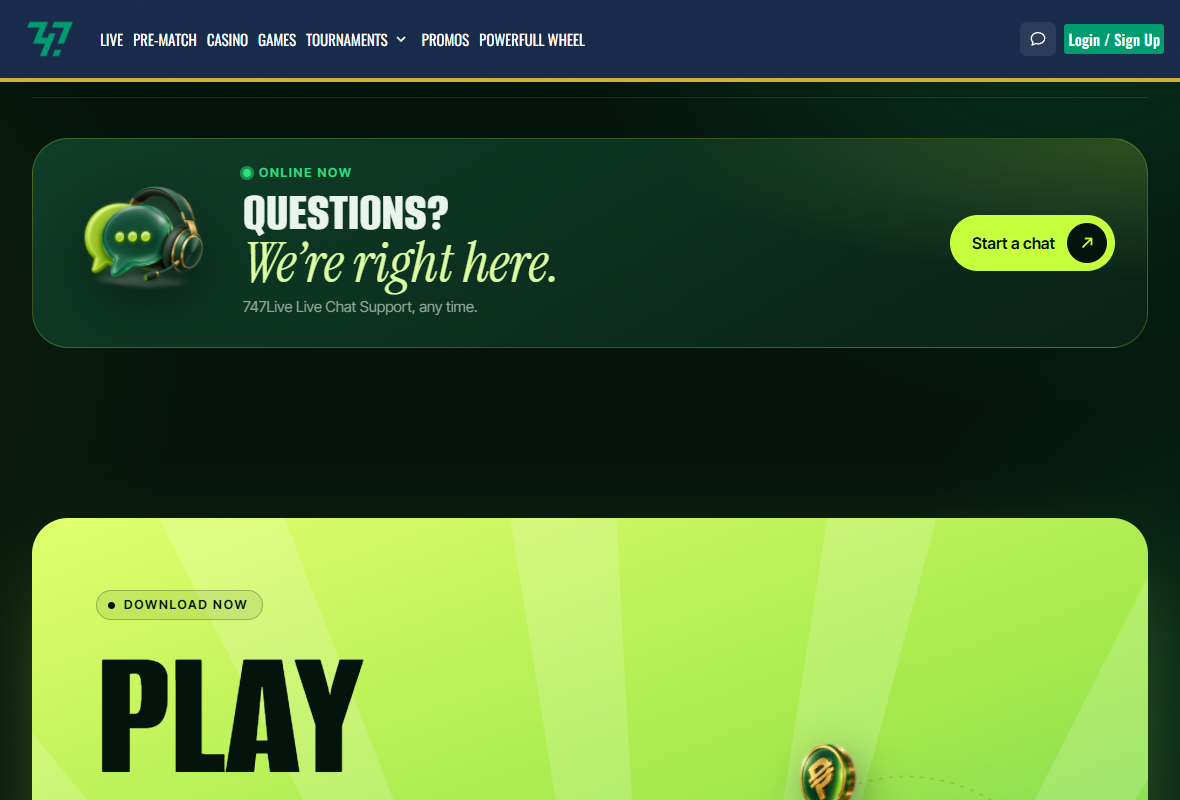 747
LIVE PRE-MATCH CASINO GAMES TOURNAMENTS PROMOS POWERFULL WHEEL Login / Sign Up
ONLINE NOW
QUESTIONS?
We’re right here.
747Live Live Chat Support, any time.
Start a chat
DOWNLOAD NOW
PLAY